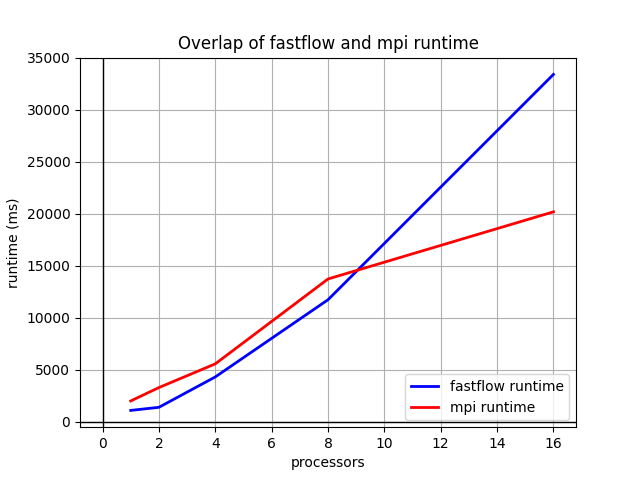 Overlap of fastflow and mpi runtime
35000
30000
25000
20000
15000
10000
5000
0
runtime (ms)
fastflow runtime
mpi runtime
0 2 4 6 8 10 12 14 16
processors